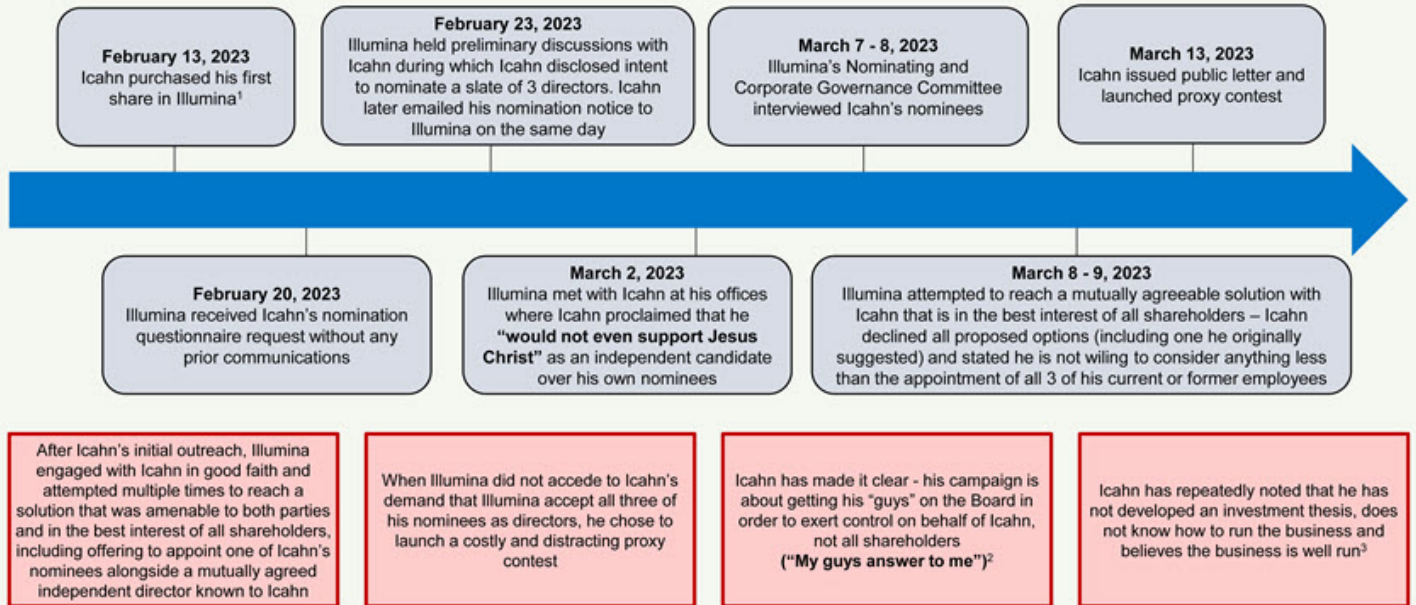 February 13, 2023
Icahn purchased his first
share in Illumina¹
February 23, 2023
Illumina held preliminary discussions with
Icahn during which Icahn disclosed intent
to nominate a slate of 3 directors. Icahn
later emailed his nomination notice to
Illumina on the same day
March 7 - 8, 2023
Illumina's Nominating and
Corporate Governance Committee
interviewed Icahn's nominees
March 13, 2023
Icahn issued public letter and
launched proxy contest
February 20, 2023
Illumina received Icahn's nomination
questionnaire request without any
prior communications
March 2, 2023
Illumina met with Icahn at his offices
where Icahn proclaimed that he
"would not even support Jesus
Christ" as an independent candidate
over his own nominees
March 8 - 9, 2023
Illumina attempted to reach a mutually agreeable solution with
Icahn that is in the best interest of all shareholders – Icahn
declined all proposed options (including one he originally
suggested) and stated he is not wiling to consider anything less
than the appointment of all 3 of his current or former employees
After Icahn's initial outreach, Illumina
engaged with Icahn in good faith and
attempted multiple times to reach a
solution that was amenable to both parties
and in the best interest of all shareholders,
including offering to appoint one of Icahn's
nominees alongside a mutually agreed
independent director known to Icahn
When Illumina did not accede to Icahn's
demand that Illumina accept all three of
his nominees as directors, he chose to
launch a costly and distracting proxy
contest
Icahn has made it clear - his campaign is
about getting his "guys" on the Board in
order to exert control on behalf of Icahn,
not all shareholders
("My guys answer to me")²
Icahn has repeatedly noted that he has
not developed an investment thesis, does
not know how to run the business and
believes the business is well run³